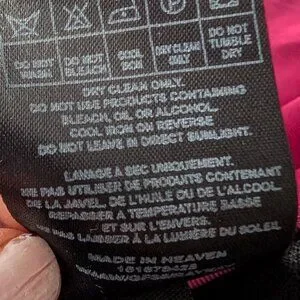 DO NOT WASH
DO NOT BLEACH
COOL IRON
DRY CLEAN ONLY
DO NOT TUMBLE DRY
DRY CLEAN ONLY.
DO NOT USE PRODUCTS CONTAINING
BLEACH, OIL OR ALCOHOL.
COOL IRON ON REVERSE
DO NOT LEAVE IN DIRECT SUNLIGHT.
LAVAGE A SEC UNIQUEMENT.
NE PAS UTILISER DE PRODUITS CONTENANT
DE LA JAVEL, DE L'HUILE OU DE L'ALCOOL.
REPASSER A TEMPERATURE BASSE
ET SUR L'ENVERS.
NE PAS LAISSER À LA LUMIÈRE DU SOLEIL
MADE IN HEAVEN